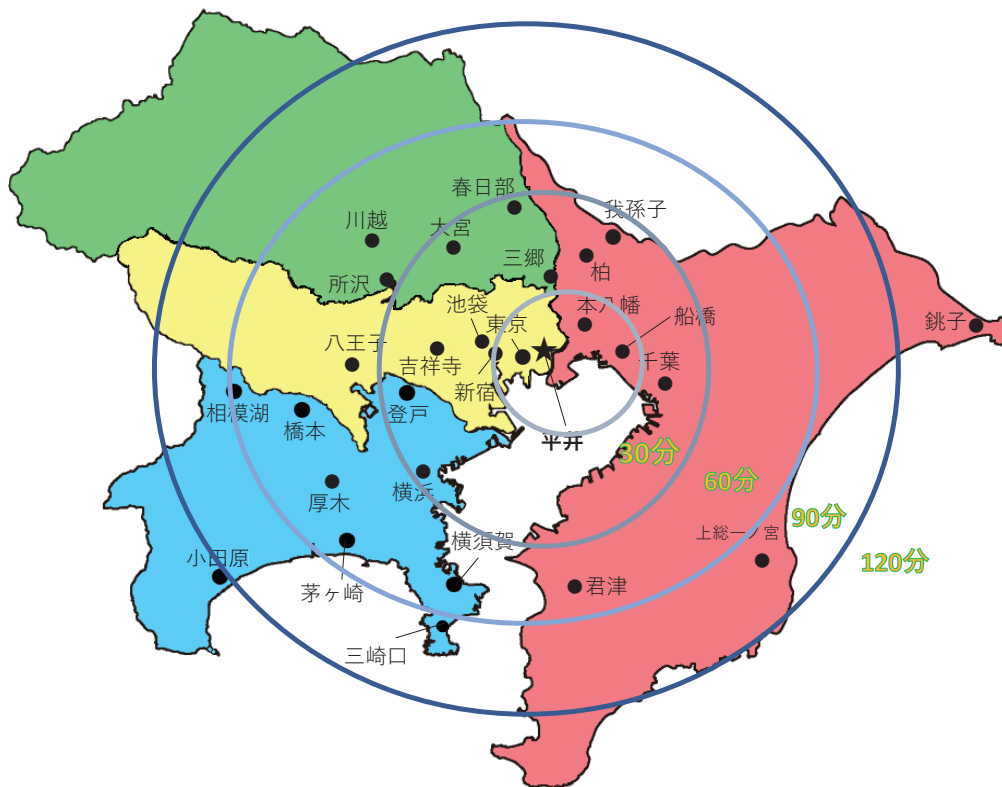 春日部
我孫子
川越
大宮
三郷
柏
所沢
池袋
東京
本八幡
船橋
銚子
八王子
吉祥寺
新宿
千葉
相模湖
橋本
登戸
平井
30分
60分
90分
120分
厚木
横浜
横須賀
上総一ノ宮
小田原
茅ヶ崎
君津
三崎口